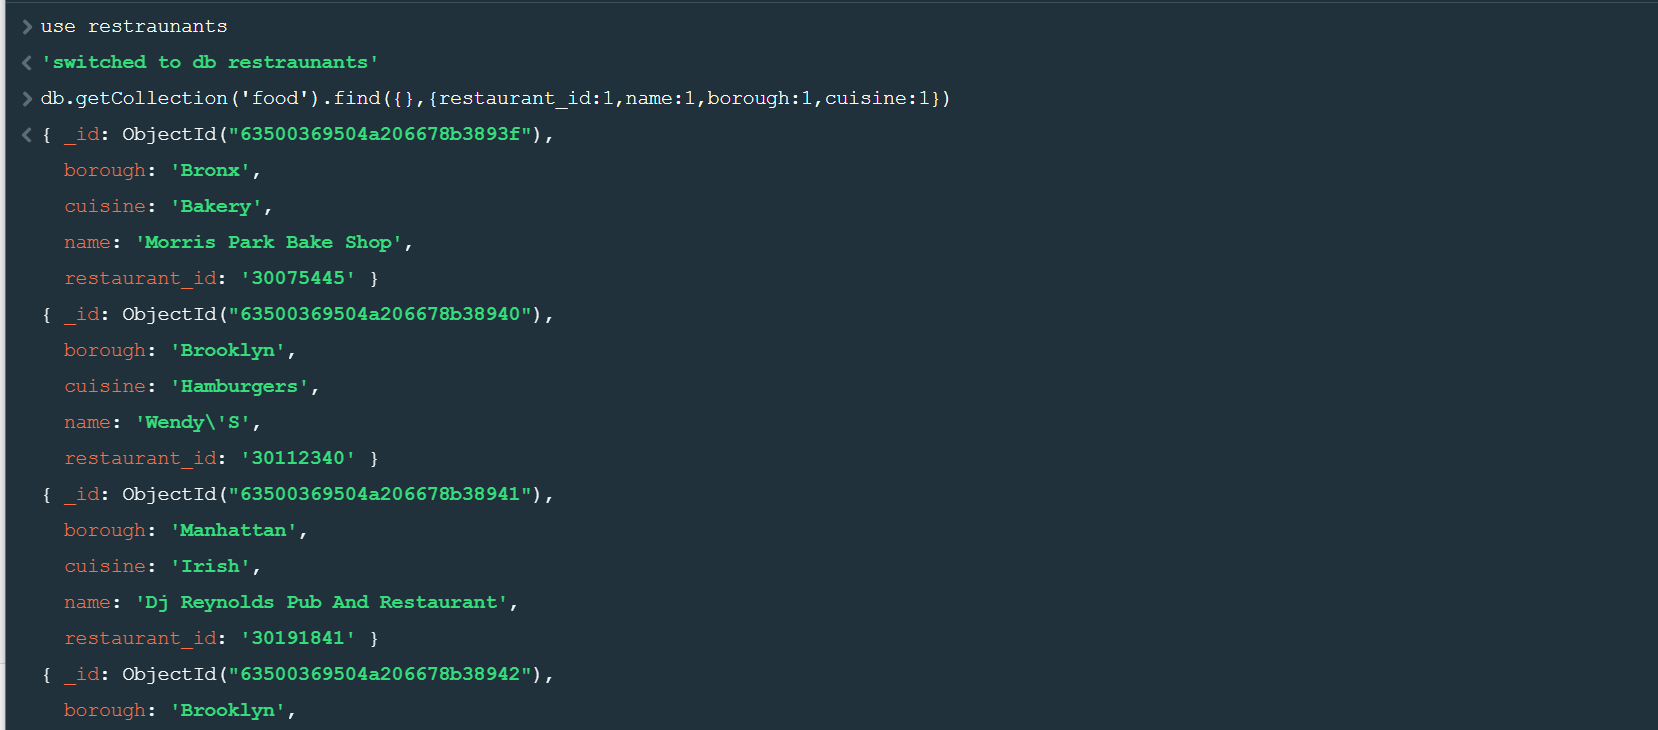 > use restraunants
< 'switched to db restraunants'
> db.getCollection('food').find({},{restaurant_id:1,name:1,borough:1,cuisine:1})
< { _id: ObjectId("63500369504a206678b3893f"),
borough: 'Bronx',
cuisine: 'Bakery',
name: 'Morris Park Bake Shop',
restaurant_id: '30075445' }
{ _id: ObjectId("63500369504a206678b38940"),
borough: 'Brooklyn',
cuisine: 'Hamburgers',
name: 'Wendy\'S',
restaurant_id: '30112340' }
{ _id: ObjectId("63500369504a206678b38941"),
borough: 'Manhattan',
cuisine: 'Irish',
name: 'Dj Reynolds Pub And Restaurant',
restaurant_id: '30191841' }
{ _id: ObjectId("63500369504a206678b38942"),
borough: 'Brooklyn',